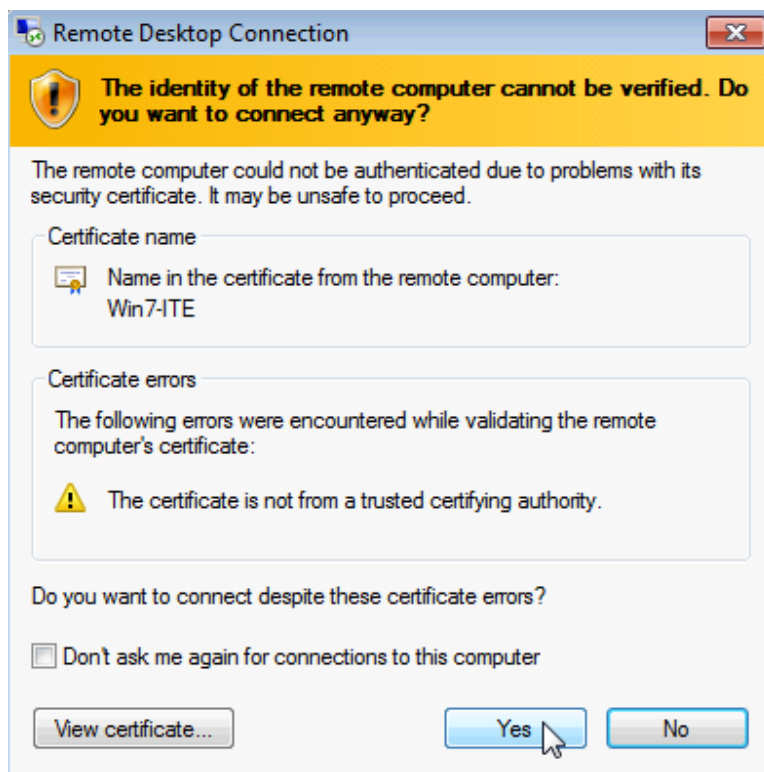 Remote Desktop Connection
The identity of the remote computer cannot be verified. Do
you want to connect anyway?
The remote computer could not be authenticated due to problems with its
security certificate. It may be unsafe to proceed.
Certificate name
Name in the certificate from the remote computer:
Win7-ITE
Certificate errors
The following errors were encountered while validating the remote
computer's certificate:
The certificate is not from a trusted certifying authority.
Do you want to connect despite these certificate errors?
Don't ask me again for connections to this computer
View certificate...
Yes
No